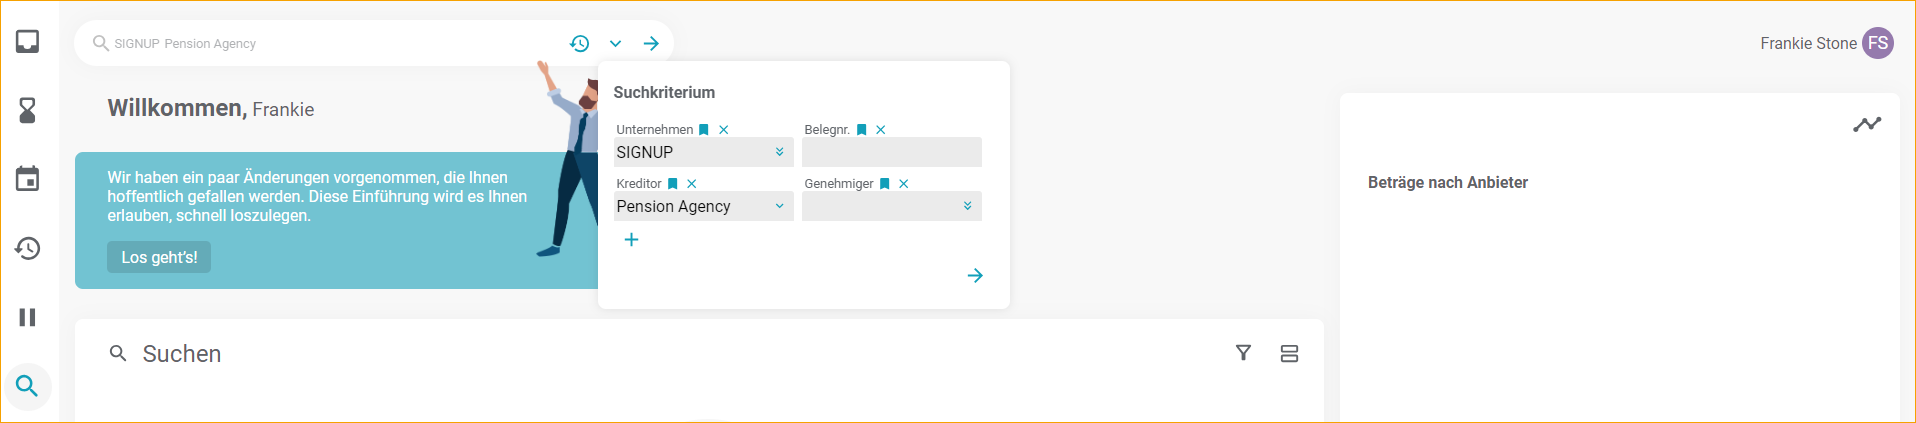 SIGNUP Pension Agency
Frankie Stone FS
Willkommen, Frankie
Wir haben ein paar Änderungen vorgenommen, die Ihnen
hoffentlich gefallen werden. Diese Einführung wird es Ihnen
erlauben, schnell loszulegen.
Los geht's!
Suchkriterium
Unternehmen
Belegnr.
SIGNUP
Kreditor
Genehmiger
Pension Agency
Beträge nach Anbieter
Suchen